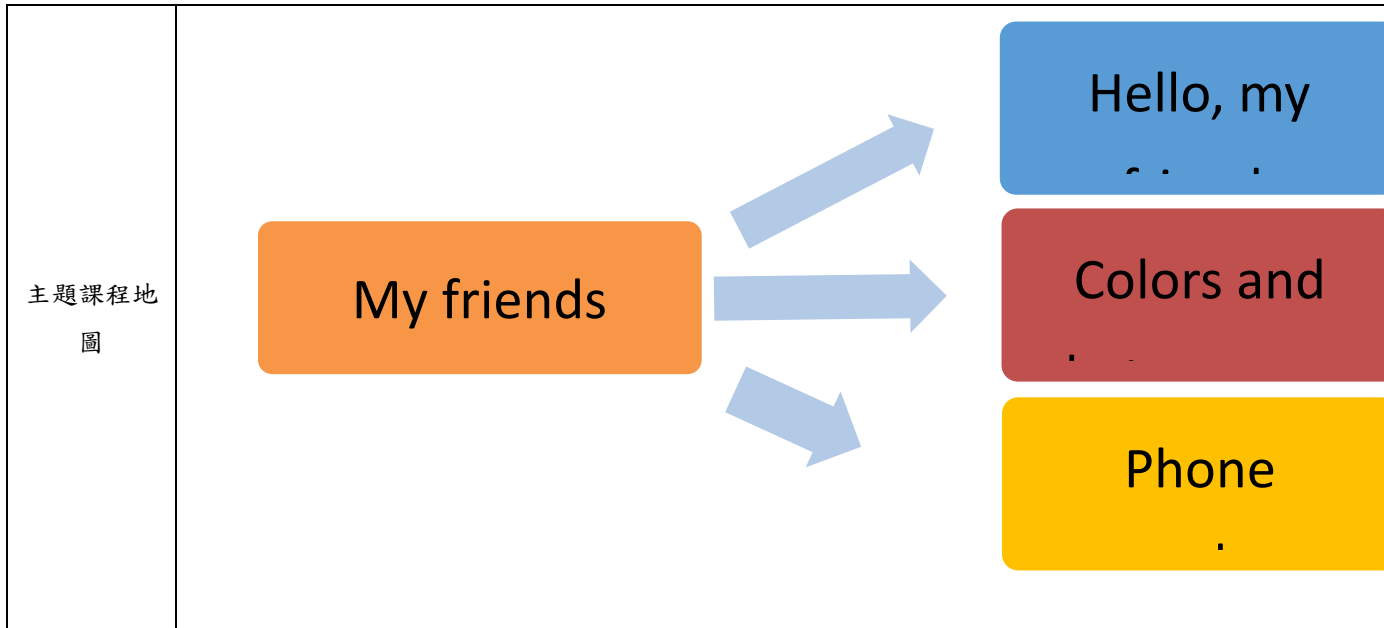 主題課程地
圖
My friends
Hello, my
Colors and
Phone